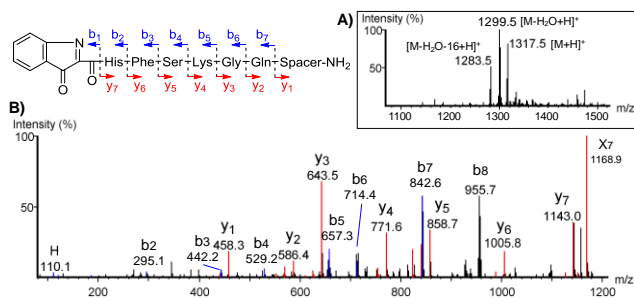 b₁ b₂ b₃ b₄ b₅ b₆ b₇
N
O O
His Phe Ser Lys Gly Gln Spacer-NH₂
y₇ y₆ y₅ y₄ y₃ y₂ y₁
A)
Intensity (%)
100
50
1299.5 [M-H₂O+H]⁺
[M-H₂O-16+H]⁺ 1317.5 [M+H]⁺
1283.5
1100 1200 1300 1400 1500 m/z
B)
Intensity (%)
100
50
H
110.1
b2
295.1
b3
442.2
y₁
458.3
b4
529.2
y₂
586.4
y₃
643.5
b5
657.3
b6
714.4
y₄
771.6
b7
842.6
y₅
858.7
b8
955.7
y₆
1005.8
y₇
1143.0
X₇
1168.9
200 400 600 800 1000 1200
m/z